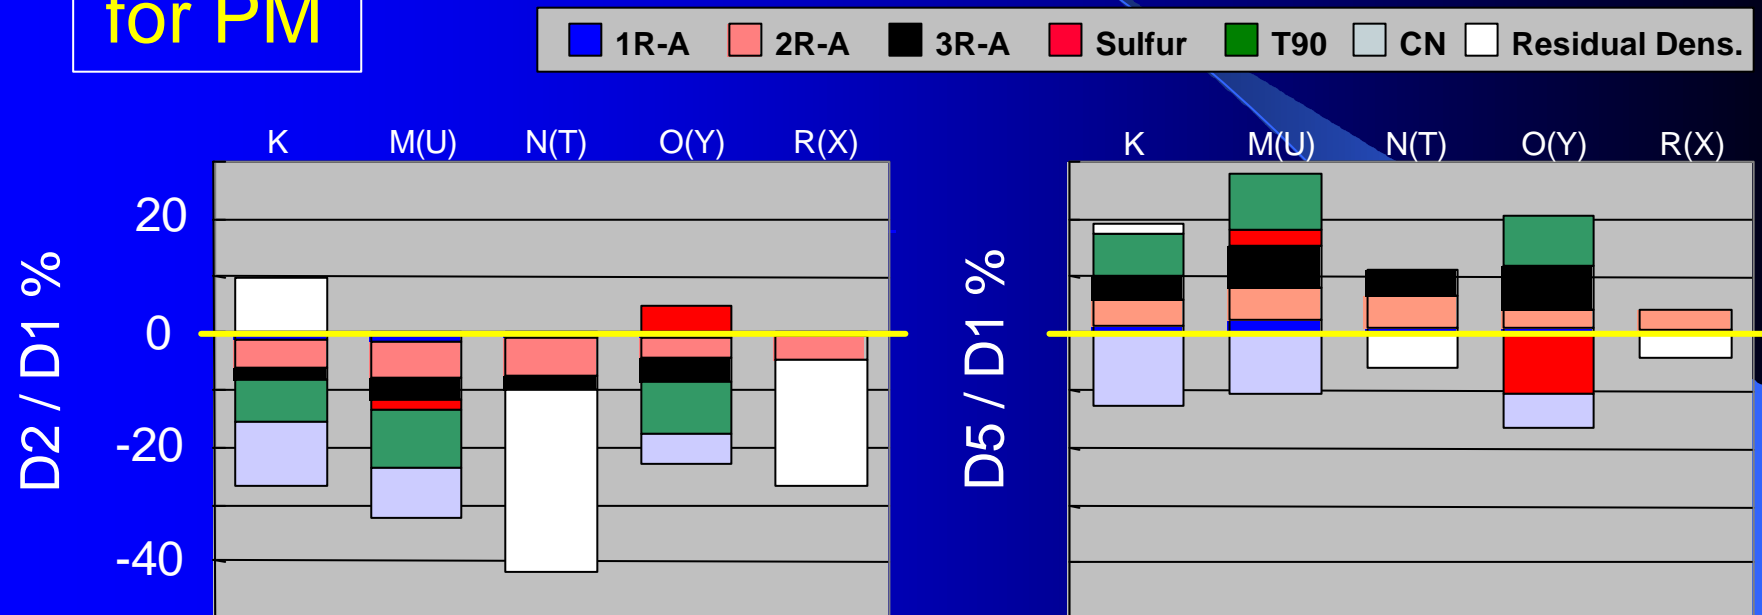 for PM
1R-A 2R-A 3R-A Sulfur T90 CN Residual Dens.
K M(U) N(T) O(Y) R(X)
20
0
-20
-40
D2 / D1 %
K M(U) N(T) O(Y) R(X)
D5 / D1 %